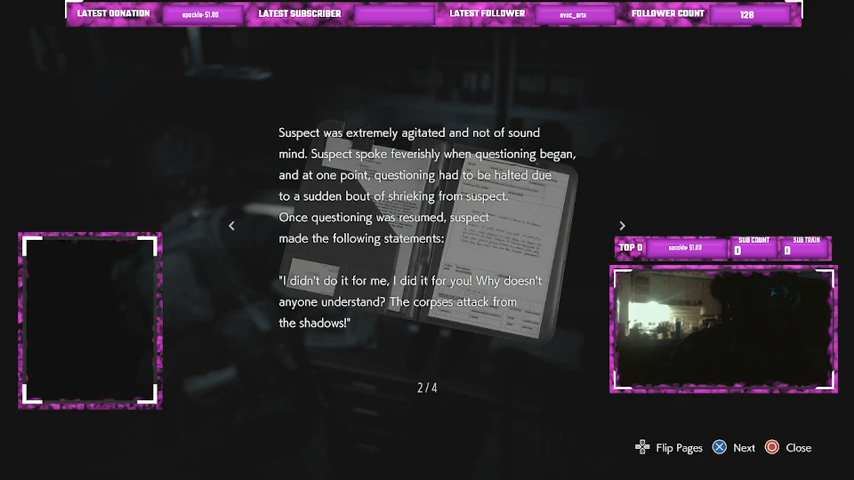 LATEST DONATION
LATEST SUBSCRIBER
LATEST FOLLOWER
FOLLOWER COUNT
128
Suspect was extremely agitated and not of sound
mind. Suspect spoke feverishly when questioning began,
and at one point, questioning had to be halted due
to a sudden bout of shrieking from suspect.
Once questioning was resumed, suspect
made the following statements:
"I didn't do it for me, I did it for you! Why doesn't
anyone understand? The corpses attack from
the shadows!"
2/4
TOP D
SUB COUNT
0
SUB TRAIN
0
Flip Pages
Next
Close